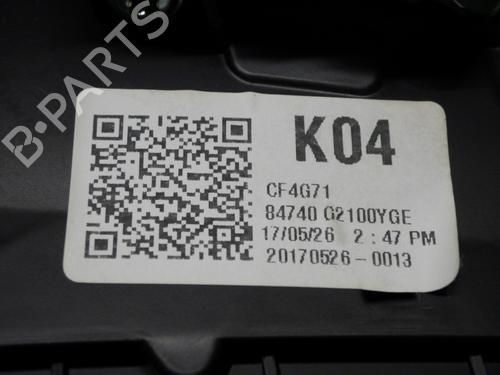 B-PARTS
K04
CF4G71
84740 G2100YGE
17/05/26 2:47 PM
20170526-0013